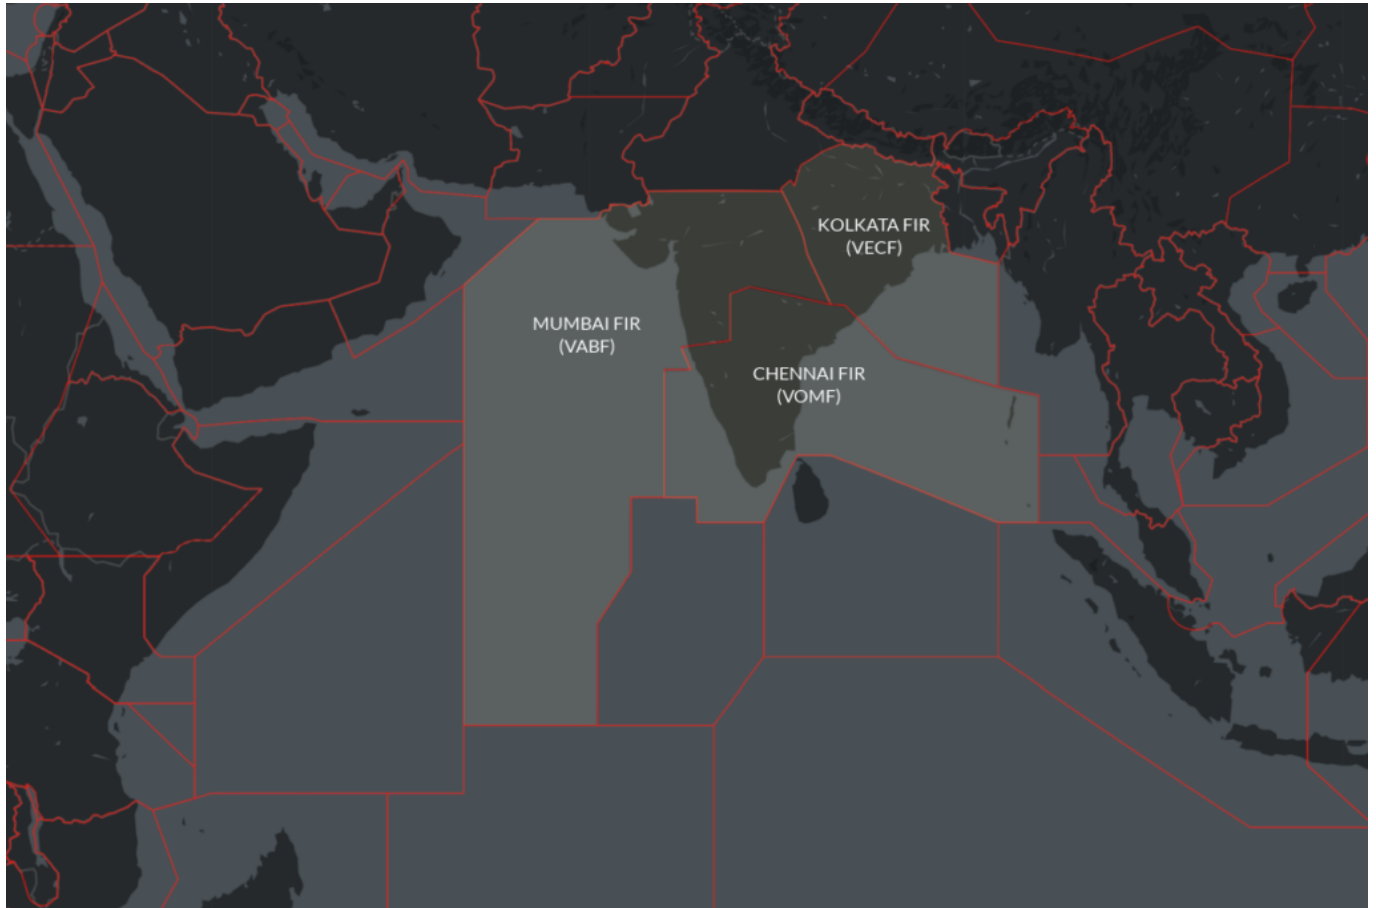 KOLKATA FIR
(VECF)
MUMBAI FIR
(VABF)
CHENNAI FIR
(VOMF)